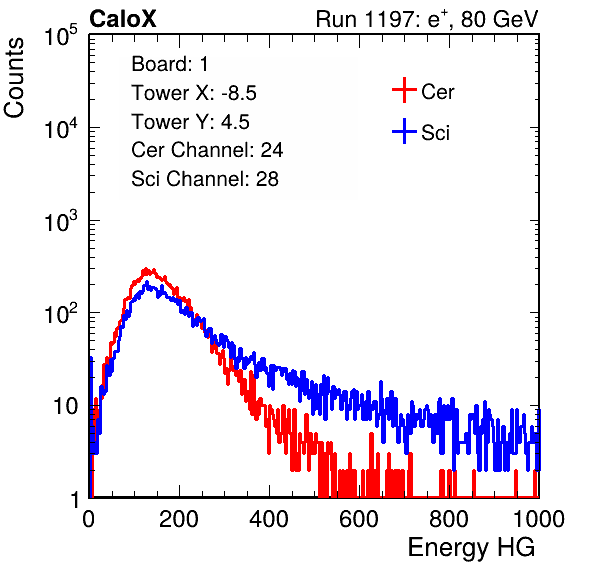 CaloX Run 1197: e⁺, 80 GeV
Counts
10⁵
10⁴
10³
10²
10
1
Board: 1
Tower X: -8.5
Tower Y: 4.5
Cer Channel: 24
Sci Channel: 28
Cer
Sci
0 200 400 600 800 1000
Energy HG